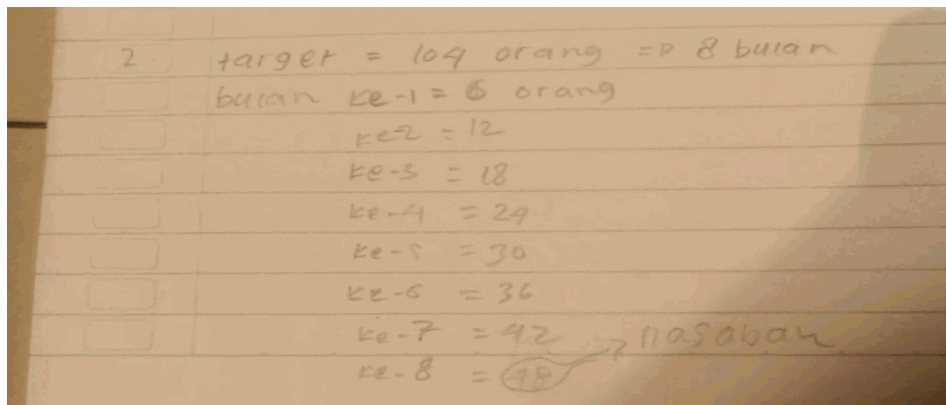 2. target = 104 orang => 8 bulan
bulan ke-1 = 6 orang
ke-2 = 12
ke-3 = 18
ke-4 = 24
ke-5 = 30
ke-6 = 36
ke-7 = 42
nasabah
ke-8 = 48